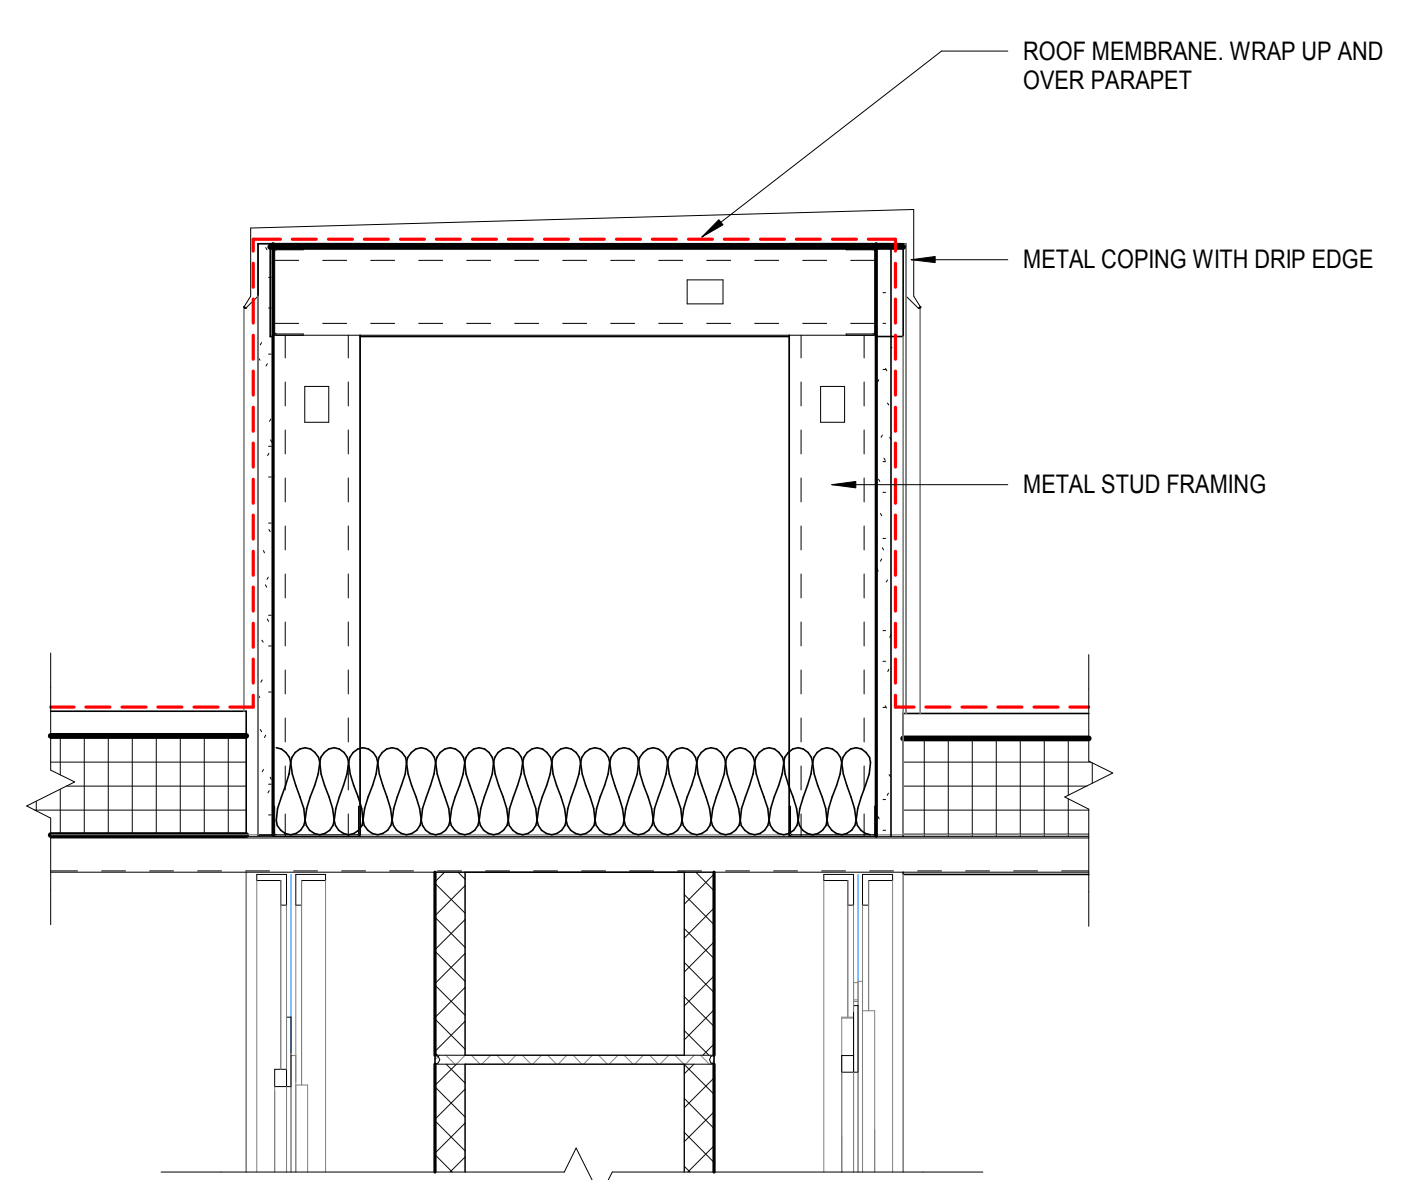 ROOF MEMBRANE. WRAP UP AND
OVER PARAPET
METAL COPING WITH DRIP EDGE
METAL STUD FRAMING